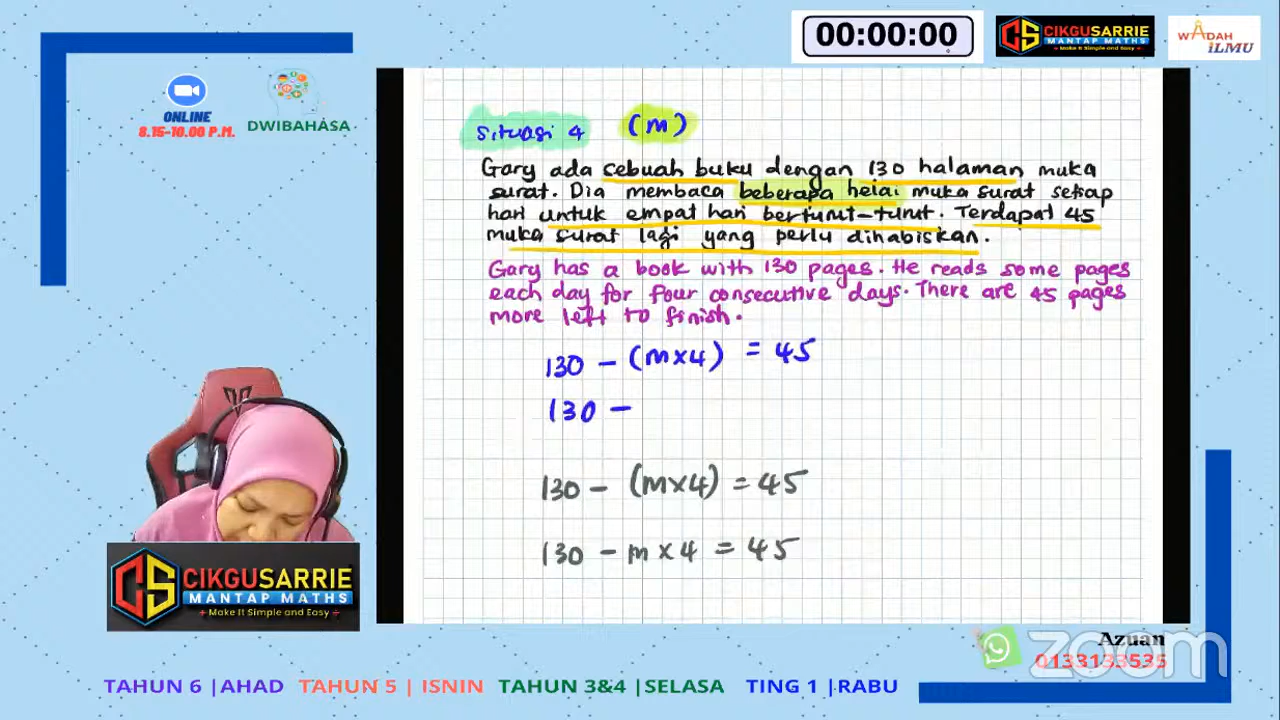 00:00:00
CS CIKGUSARRIE
MANTAP MATHS
Make It Simple and Easy
WADAH
iLMU
ONLINE
8.15-10.00 P.M.
DWIBAHASA
Situasi 4 (m)
Gary ada sebuah buku dengan 130 halaman muka
surat. Dia membaca beberapa helai muka surat setiap
hari untuk empat hari berturut-turut. Terdapat 45
muka surat lagi yang perlu dihabiskan.
Gary has a book with 130 pages. He reads some pages
each day for four consecutive days. There are 45 pages
more left to finish.
130 - (m×4) = 45
130 -
130 - (m×4) = 45
130 - m × 4 = 45
CS CIKGUSARRIE
MANTAP MATHS
Make It Simple and Easy
Azuan
zoom
0133133535
TAHUN 6 |AHAD TAHUN 5 | ISNIN TAHUN 3&4 |SELASA TING 1 |RABU